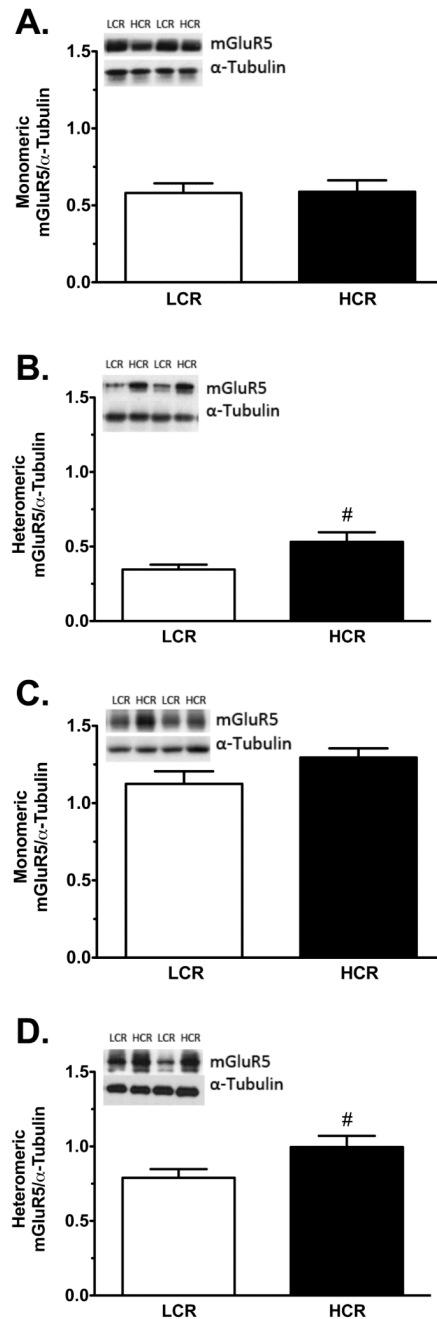 A.
LCR HCR LCR HCR
mGluR5
α-Tubulin
Monomeric
mGluR5/α-Tubulin
1.5
1.0
0.5
0.0
LCR HCR
B.
LCR HCR LCR HCR
mGluR5
α-Tubulin
Heteromeric
mGluR5/α-Tubulin
1.5
1.0
0.5
0.0
#
LCR HCR
C.
LCR HCR LCR HCR
mGluR5
α-Tubulin
Monomeric
mGluR5/α-Tubulin
1.5
1.0
0.5
0.0
LCR HCR
D.
LCR HCR LCR HCR
mGluR5
α-Tubulin
Heteromeric
mGluR5/α-Tubulin
1.5
1.0
0.5
0.0
#
LCR HCR